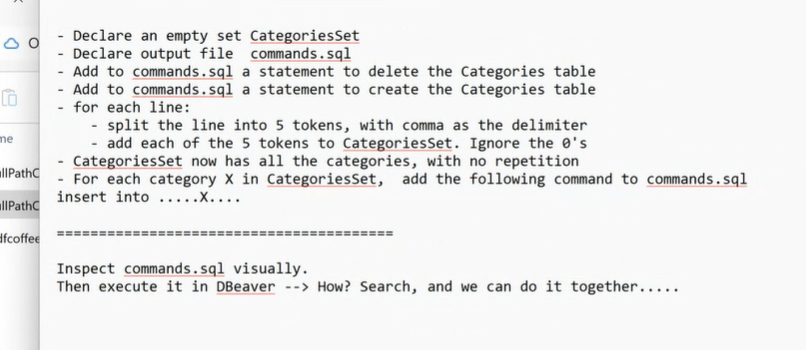 - Declare an empty set CategoriesSet
- Declare output file  commands.sql
- Add to commands.sql a statement to delete the Categories table
- Add to commands.sql a statement to create the Categories table
- for each line:
    - split the line into 5 tokens, with comma as the delimiter
    - add each of the 5 tokens to CategoriesSet. Ignore the 0's
- CategoriesSet now has all the categories, with no repetition
- For each category X in CategoriesSet,  add the following command to commands.sql
insert into .....X....
=========================================
Inspect commands.sql visually.
Then execute it in DBeaver --> How? Search, and we can do it together.....
O
me
allPathC
allPathC
dfcoffee